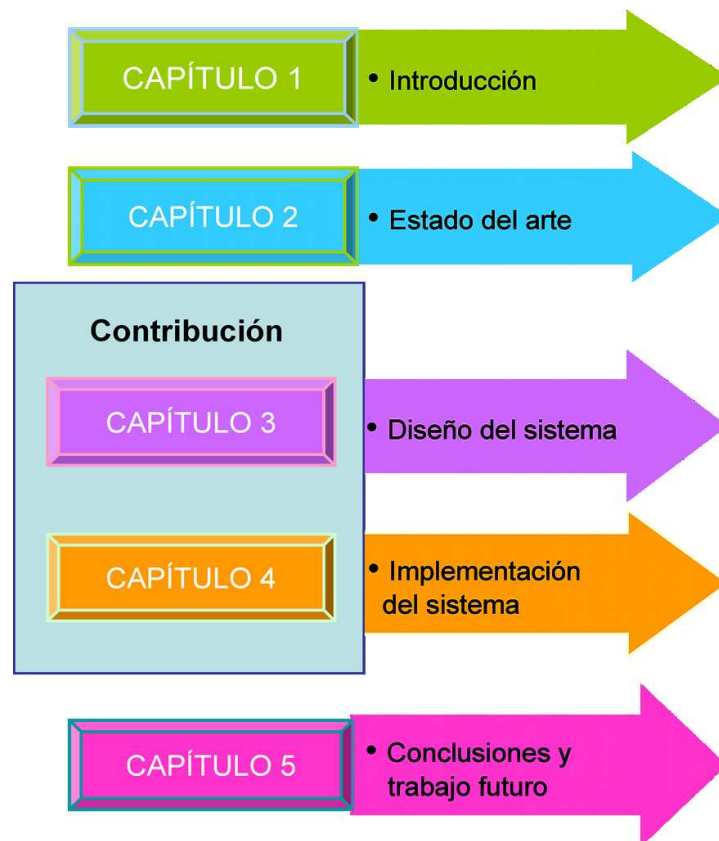 CAPÍTULO 1
• Introducción
CAPÍTULO 2
• Estado del arte
Contribución
CAPÍTULO 3
• Diseño del sistema
CAPÍTULO 4
• Implementación
del sistema
CAPÍTULO 5
• Conclusiones y
trabajo futuro